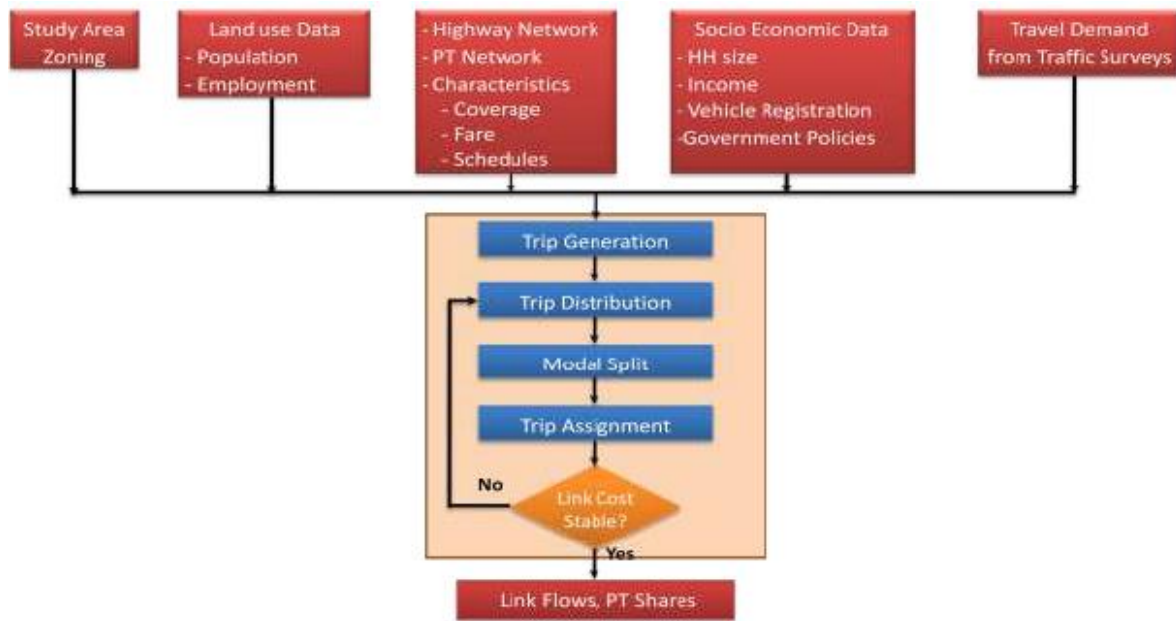 Study Area
Zoning
Land use Data
- Population
- Employment
- Highway Network
- PT Network
- Characteristics
- Coverage
- Fare
- Schedules
Socio Economic Data
- HH size
- Income
- Vehicle Registration
-Government Policies
Travel Demand
from Traffic Surveys
Trip Generation
Trip Distribution
Modal Split
Trip Assignment
Link Cost
Stable?
No
Yes
Link Flows, PT Shares